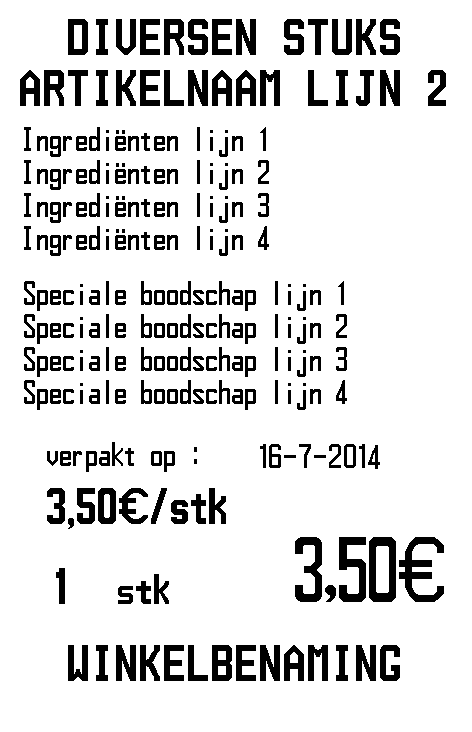 DIVERSEN STUKS
ARTIKELNAAM LIJN 2
Ingrediënten lijn 1
Ingrediënten lijn 2
Ingrediënten lijn 3
Ingrediënten lijn 4
Speciale boodschap lijn 1
Speciale boodschap lijn 2
Speciale boodschap lijn 3
Speciale boodschap lijn 4
verpakt op : 16-7-2014
3,50€/stk
1 stk 3,50€
WINKELBENAMING